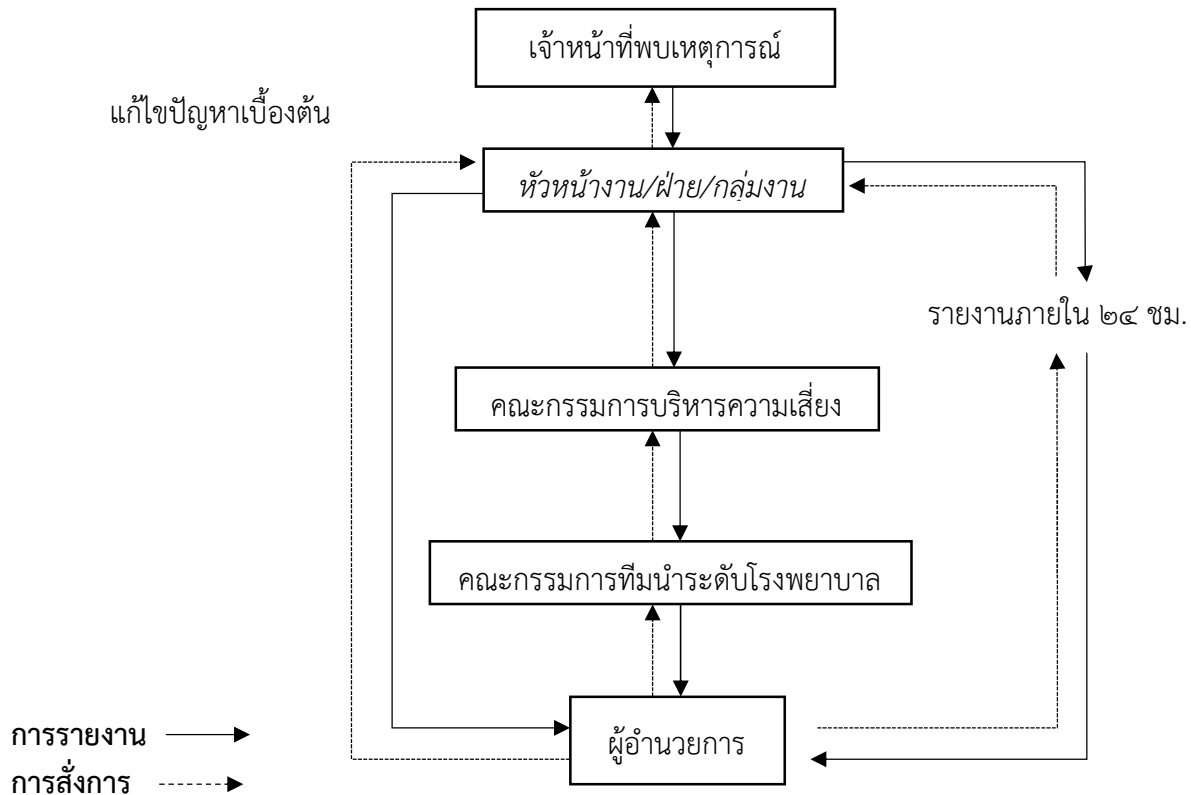 เจ้าหน้าที่พบเหตุการณ์
แก้ไขปัญหาเบื้องต้น
หัวหน้างาน/ฝ่าย/กลุ่มงาน
รายงานภายใน ๒๔ ชม.
คณะกรรมการบริหารความเสี่ยง
คณะกรรมการทีมนำระดับโรงพยาบาล
ผู้อำนวยการ
การรายงาน
การสั่งการ